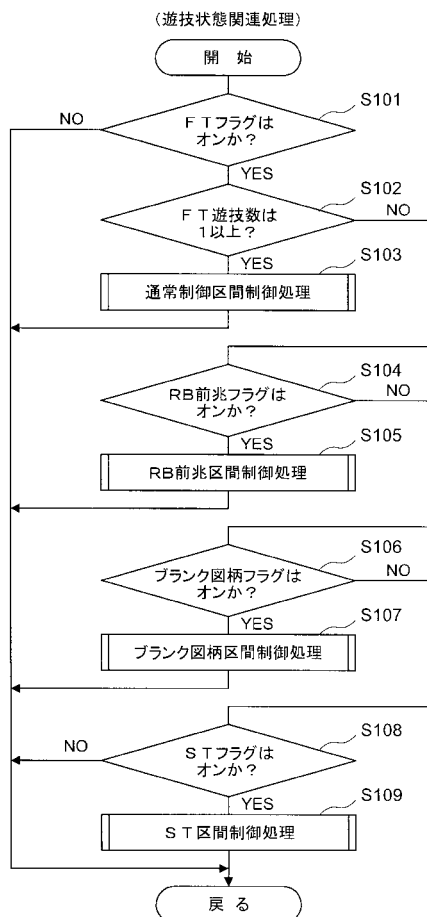 (遊技状態関連処理)
開 始
S101
FTフラグは
オンか?
NO
YES
S102
FT遊技数は
1以上?
NO
YES
S103
通常制御区間制御処理
S104
RB前兆フラグは
オンか?
NO
YES
S105
RB前兆区間制御処理
S106
ブランク図柄フラグは
オンか?
NO
YES
S107
ブランク図柄区間制御処理
S108
STフラグは
オンか?
NO
YES
S109
ST区間制御処理
戻 る